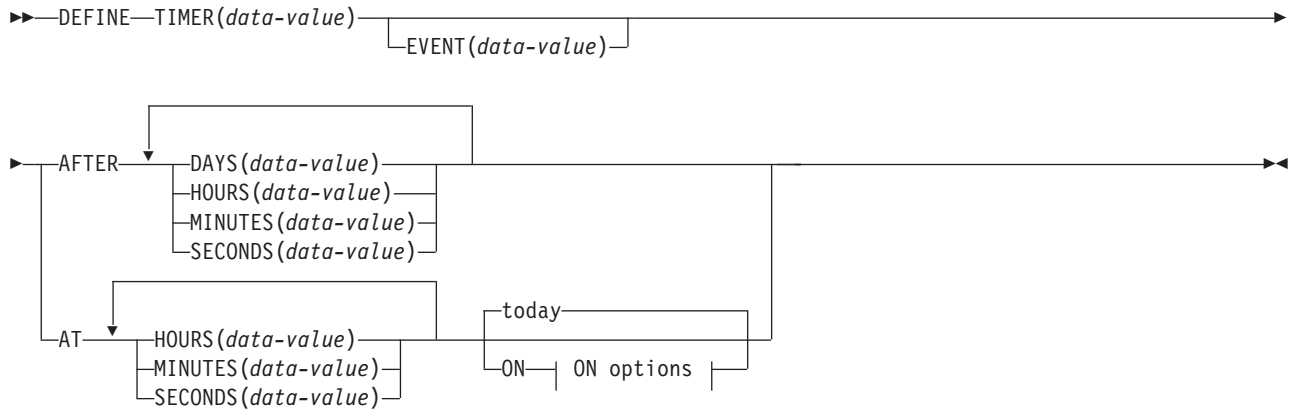 DEFINE TIMER(data-value)
EVENT(data-value)
AFTER DAYS(data-value)
HOURS(data-value)
MINUTES(data-value)
SECONDS(data-value)
today
AT HOURS(data-value)
ON ON options
MINUTES(data-value)
SECONDS(data-value)